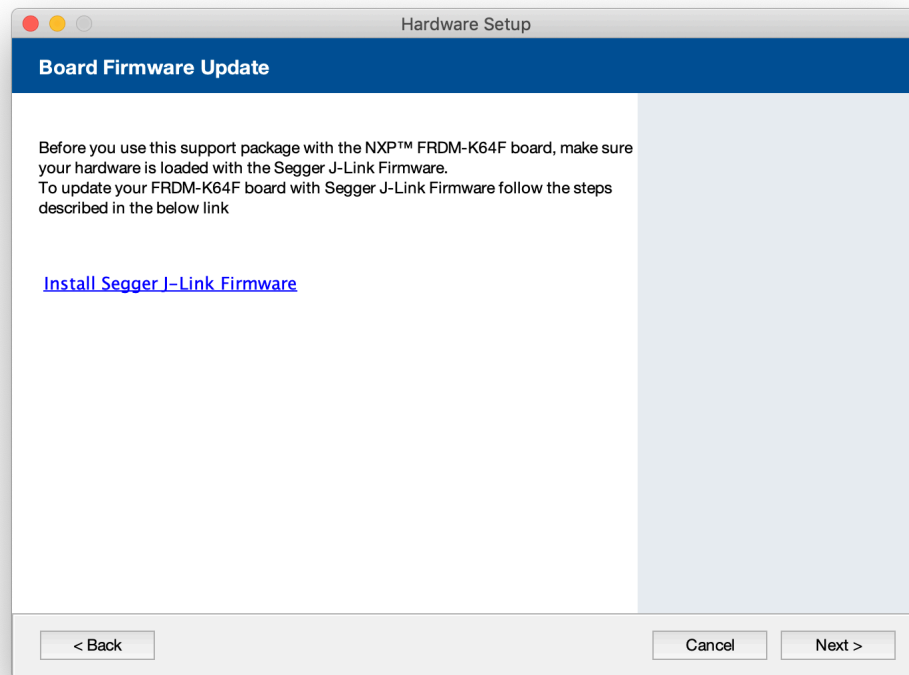 Hardware Setup
Board Firmware Update
Before you use this support package with the NXP™ FRDM-K64F board, make sure
your hardware is loaded with the Segger J-Link Firmware.
To update your FRDM-K64F board with Segger J-Link Firmware follow the steps
described in the below link
Install Segger J-Link Firmware
< Back
Cancel
Next >